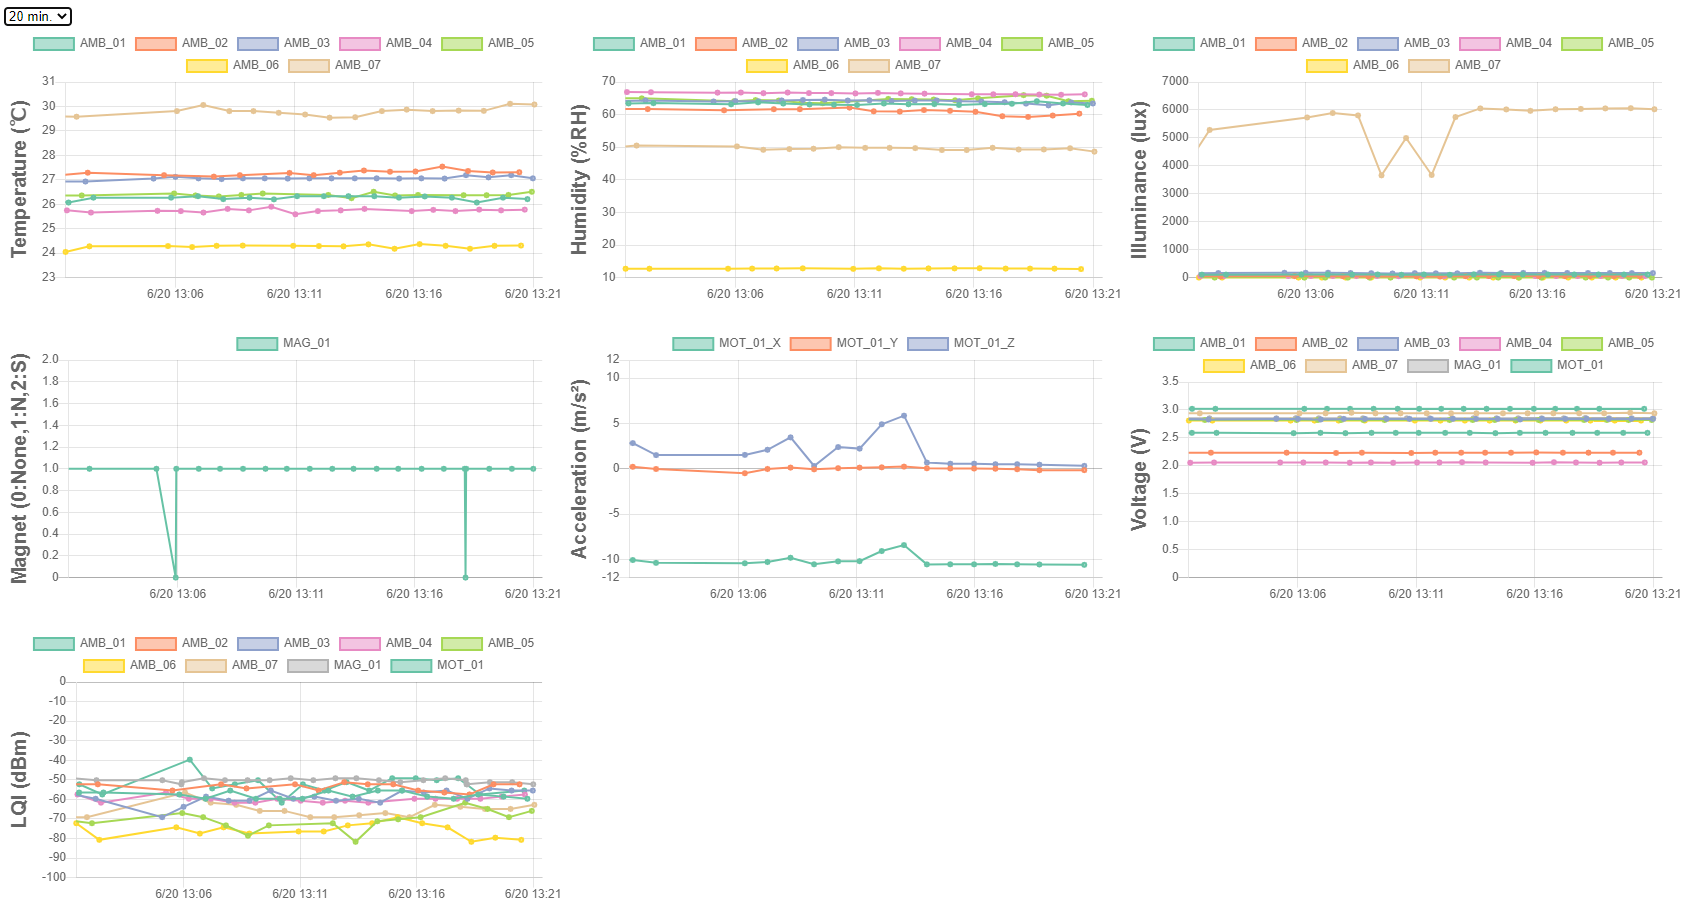 20 min.
AMB_01 AMB_02 AMB_03 AMB_04 AMB_05
AMB_06 AMB_07
Temperature (℃)
31
30
29
28
27
26
25
24
23
6/20 13:06 6/20 13:11 6/20 13:16 6/20 13:21
AMB_01 AMB_02 AMB_03 AMB_04 AMB_05
AMB_06 AMB_07
Humidity (%RH)
70
60
50
40
30
20
10
6/20 13:06 6/20 13:11 6/20 13:16 6/20 13:21
AMB_01 AMB_02 AMB_03 AMB_04 AMB_05
AMB_06 AMB_07
Illuminance (lux)
7000
6000
5000
4000
3000
2000
1000
0
6/20 13:06 6/20 13:11 6/20 13:16 6/20 13:21
MAG_01
Magnet (0:None,1:N,2:S)
2.0
1.8
1.6
1.4
1.2
1.0
0.8
0.6
0.4
0.2
0
6/20 13:06 6/20 13:11 6/20 13:16 6/20 13:21
MOT_01_X MOT_01_Y MOT_01_Z
Acceleration (m/s²)
12
10
5
0
-5
-10
-12
6/20 13:06 6/20 13:11 6/20 13:16 6/20 13:21
AMB_01 AMB_02 AMB_03 AMB_04 AMB_05
AMB_06 AMB_07 MAG_01 MOT_01
Voltage (V)
3.5
3.0
2.5
2.0
1.5
1.0
0.5
0
6/20 13:06 6/20 13:11 6/20 13:16 6/20 13:21
AMB_01 AMB_02 AMB_03 AMB_04 AMB_05
AMB_06 AMB_07 MAG_01 MOT_01
LQI (dBm)
0
-10
-20
-30
-40
-50
-60
-70
-80
-90
-100
6/20 13:06 6/20 13:11 6/20 13:16 6/20 13:21